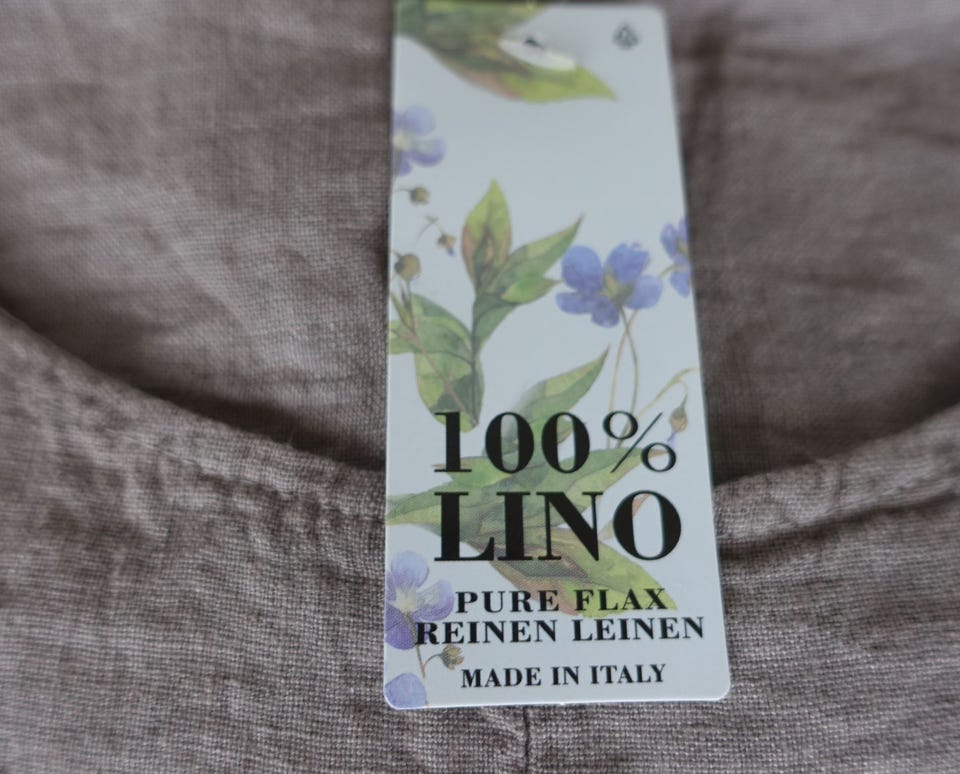 100%
LINO
PURE FLAX
REINEN LEINEN
MADE IN ITALY